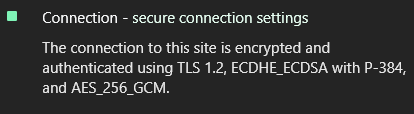 Connection - secure connection settings
The connection to this site is encrypted and
authenticated using TLS 1.2, ECDHE_ECDSA with P-384,
and AES_256_GCM.